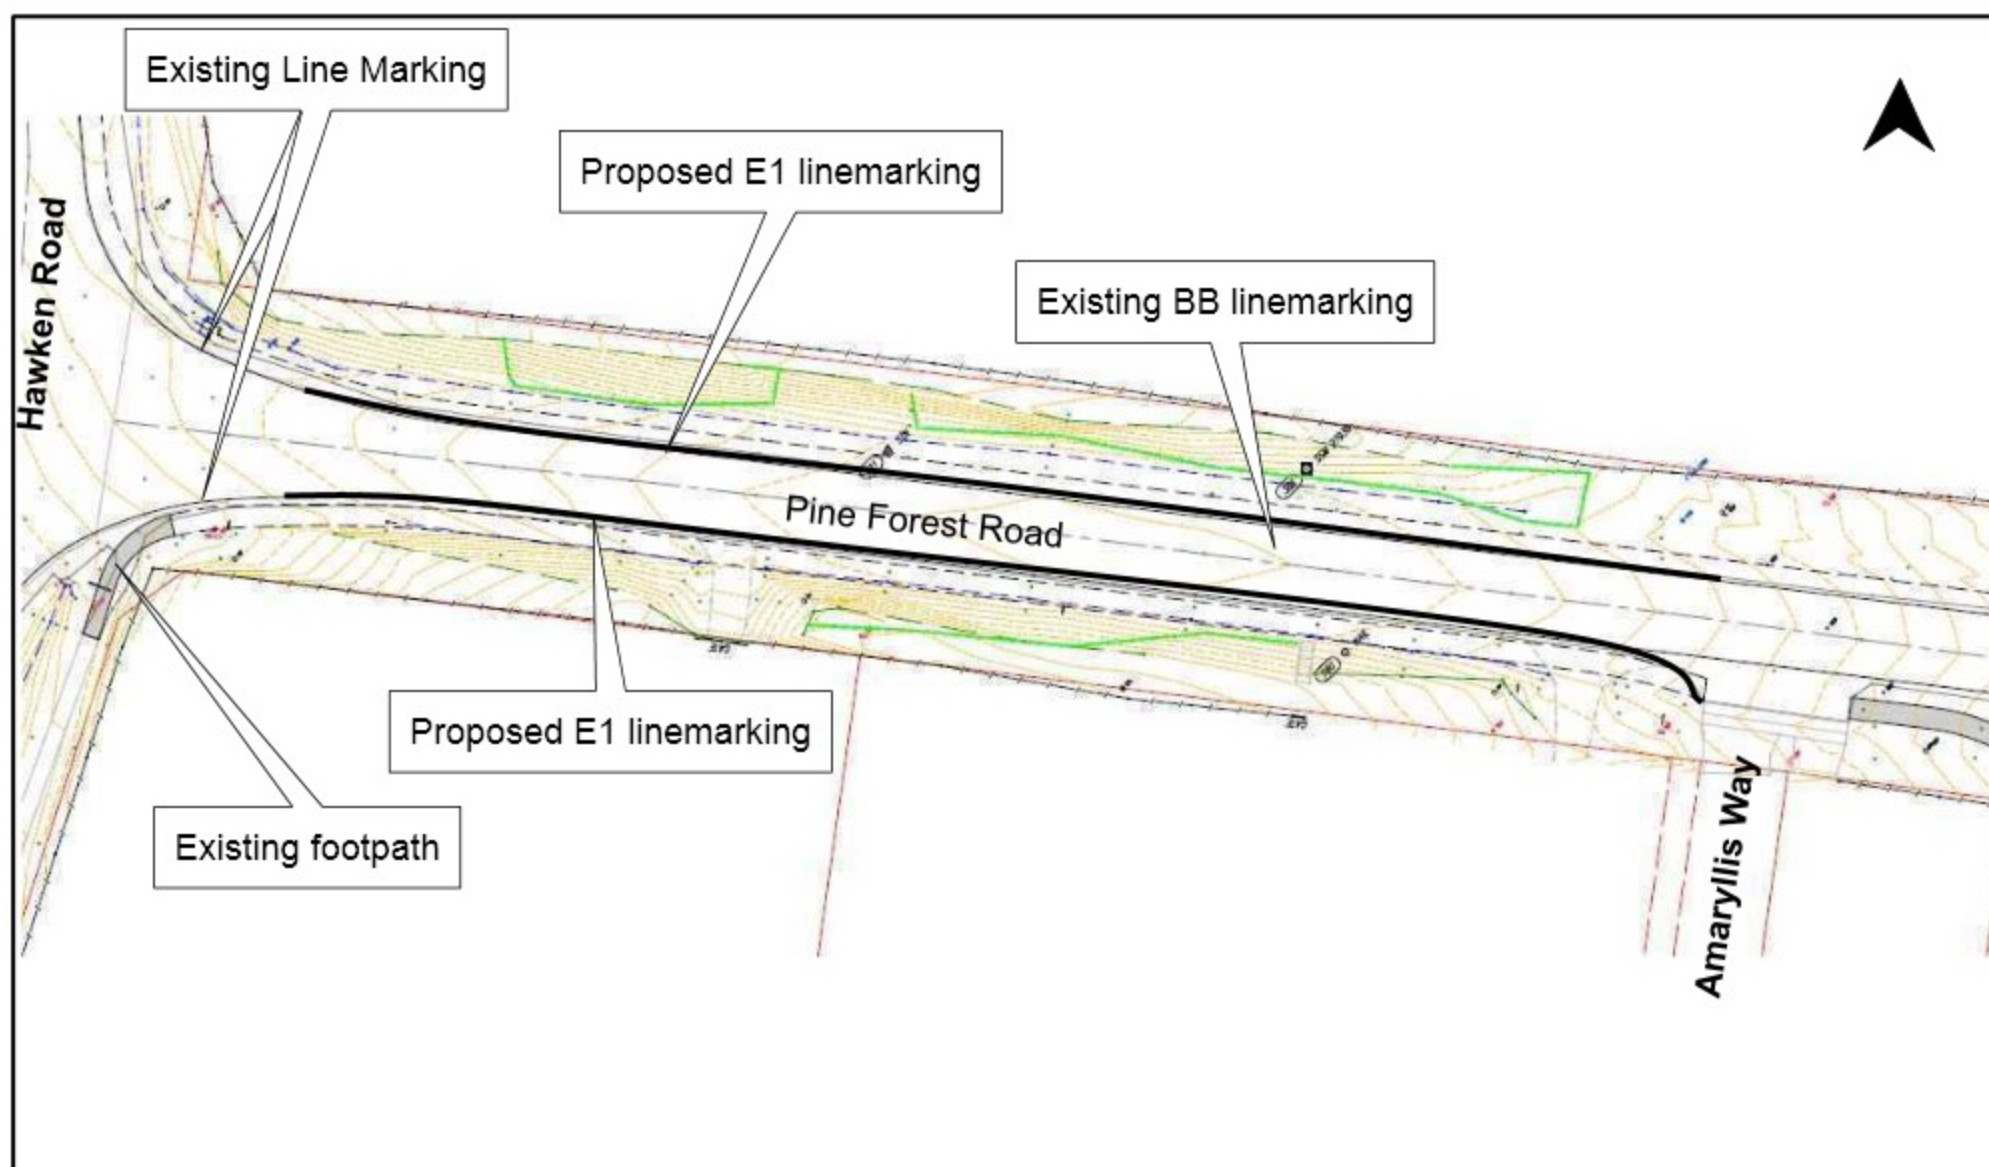 Existing Line Marking
Proposed E1 linemarking
Existing BB linemarking
Hawken Road
Pine Forest Road
Proposed E1 linemarking
Existing footpath
Amaryllis Way